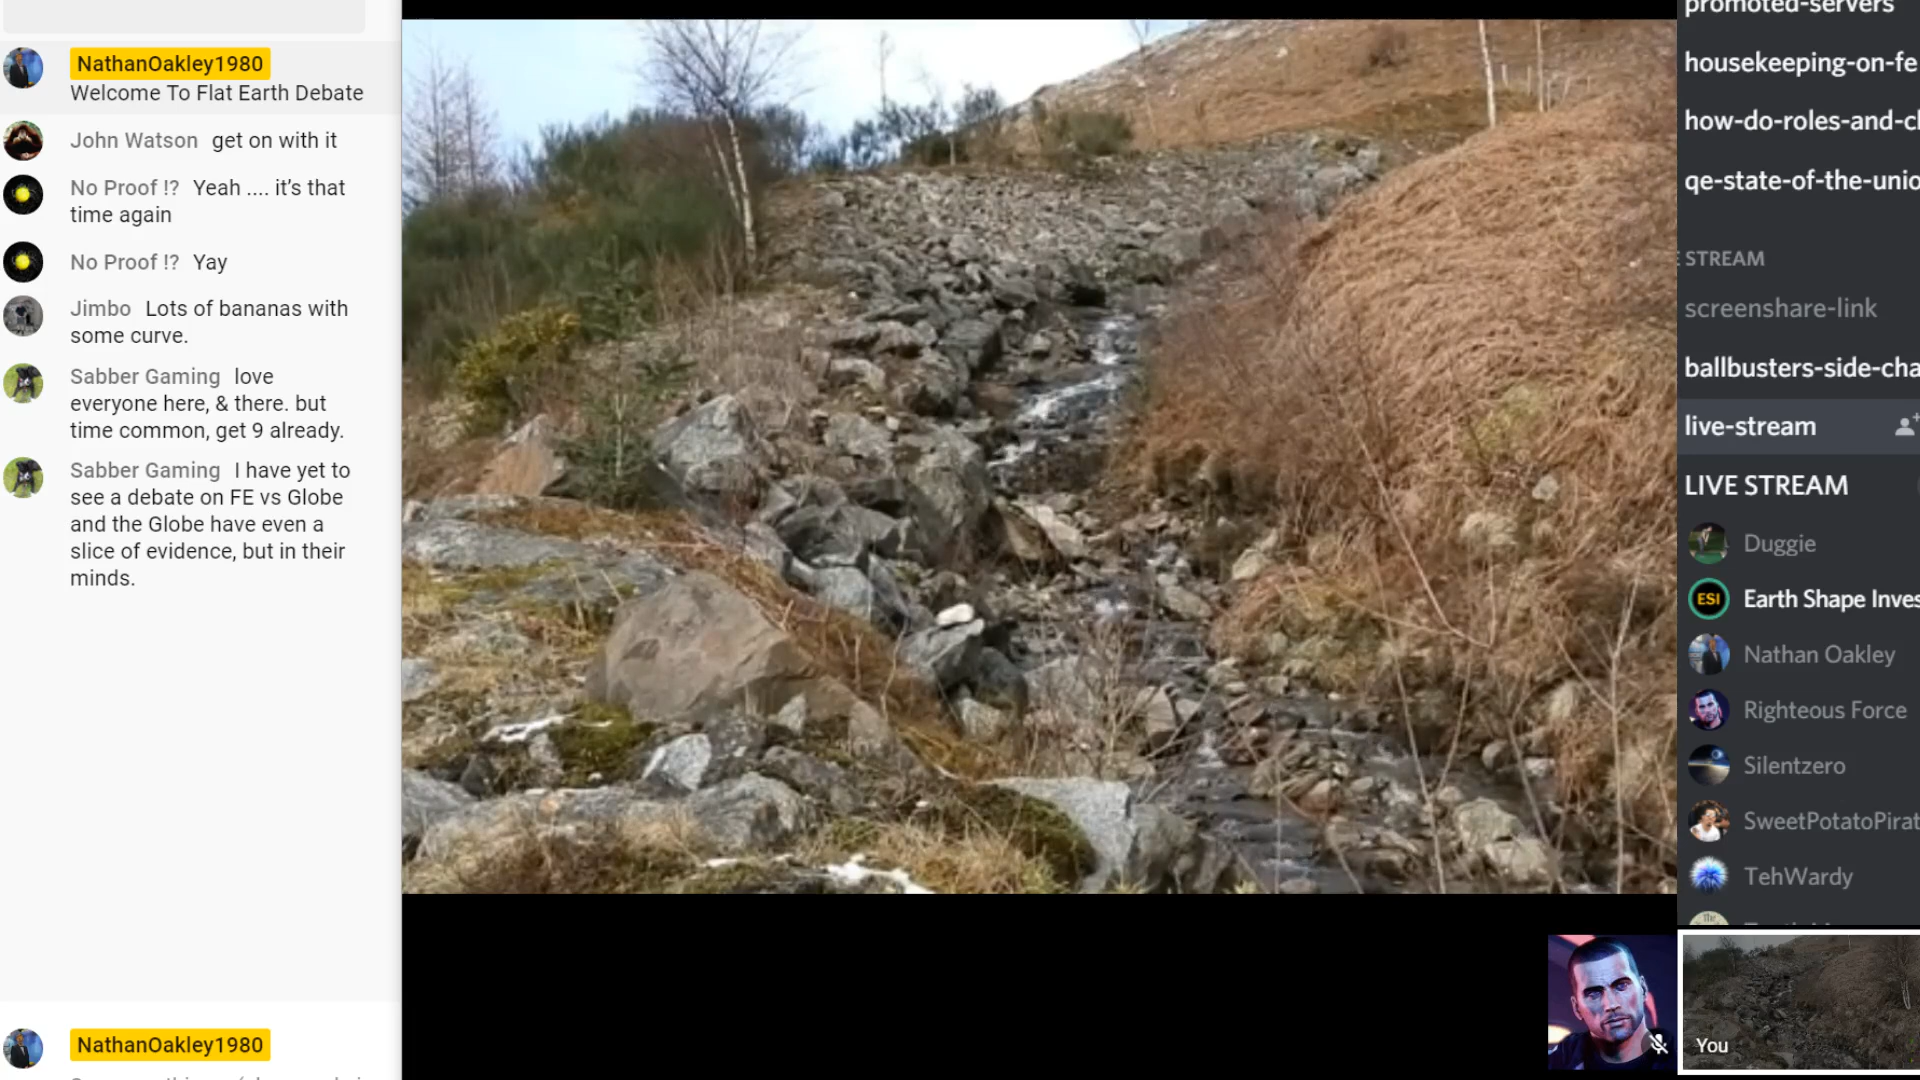 NathanOakley1980
Welcome To Flat Earth Debate
John Watson get on with it
No Proof !? Yeah .... it’s that
time again
No Proof !? Yay
Jimbo Lots of bananas with
some curve.
Sabber Gaming love
everyone here, & there. but
time common, get 9 already.
Sabber Gaming I have yet to
see a debate on FE vs Globe
and the Globe have even a
slice of evidence, but in their
minds.
NathanOakley1980
promoted-servers
housekeeping-on-fe
how-do-roles-and-cl
qe-state-of-the-unio
STREAM
screenshare-link
ballbusters-side-cha
live-stream
LIVE STREAM
Duggie
ESI
Earth Shape Inves
Nathan Oakley
Righteous Force
Silentzero
SweetPotatoPirat
TehWardy
The
You